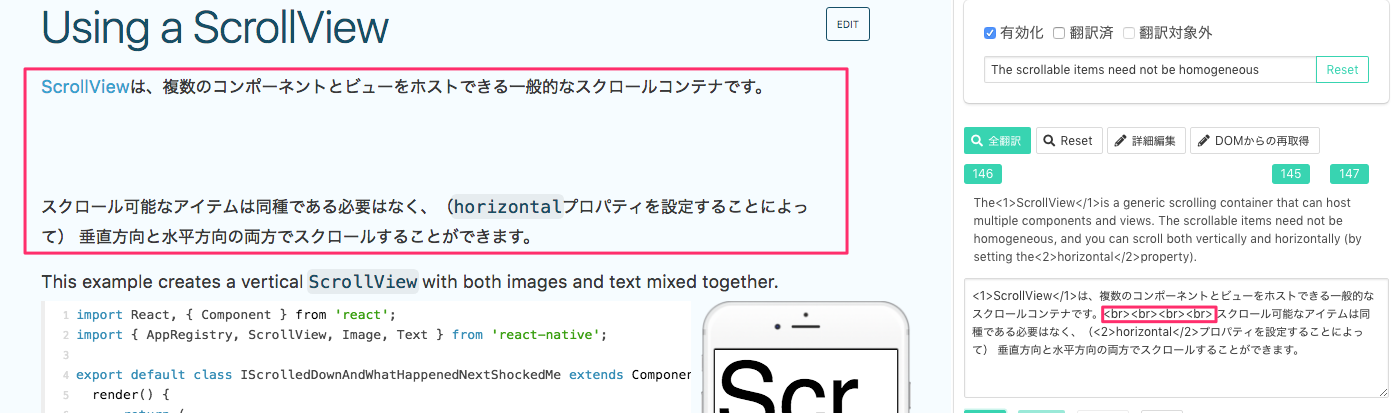 Using a ScrollView
EDIT
ScrollViewは、複数のコンポーネントとビューをホストできる一般的なスクロールコンテナです。
スクロール可能なアイテムは同種である必要はなく、（horizontalプロパティを設定することによっ
て） 垂直方向と水平方向の両方でスクロールすることができます。
This example creates a vertical ScrollView with both images and text mixed together.
1 import React, { Component } from 'react';
2 import { AppRegistry, ScrollView, Image, Text } from 'react-native';
3
4 export default class IScrolledDownAndWhatHappenedNextShockedMe extends Componen
5 render() {
Scr
有効化 翻訳済 翻訳対象外
The scrollable items need not be homogeneous Reset
全翻訳 Reset 詳細編集 DOMからの再取得
146 145 147
The<1>ScrollView</1>is a generic scrolling container that can host
multiple components and views. The scrollable items need not be
homogeneous, and you can scroll both vertically and horizontally (by
setting the<2>horizontal</2>property).
<1>ScrollView</1>は、複数のコンポーネントとビューをホストできる一般的な
スクロールコンテナです。<br><br><br><br> スクロール可能なアイテムは同
種である必要はなく、（<2>horizontal</2>プロパティを設定することによっ
て） 垂直方向と水平方向の両方でスクロールすることができます。